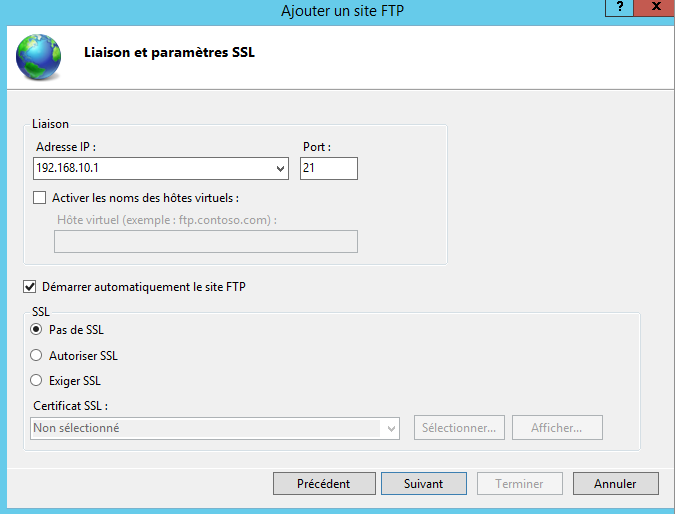 Ajouter un site FTP
?
X
Liaison et paramètres SSL
Liaison
Adresse IP : Port :
192.168.10.1 21
Activer les noms des hôtes virtuels :
Hôte virtuel (exemple : ftp.contoso.com) :
Démarrer automatiquement le site FTP
SSL
Pas de SSL
Autoriser SSL
Exiger SSL
Certificat SSL :
Non sélectionné Sélectionner... Afficher...
Précédent Suivant Terminer Annuler